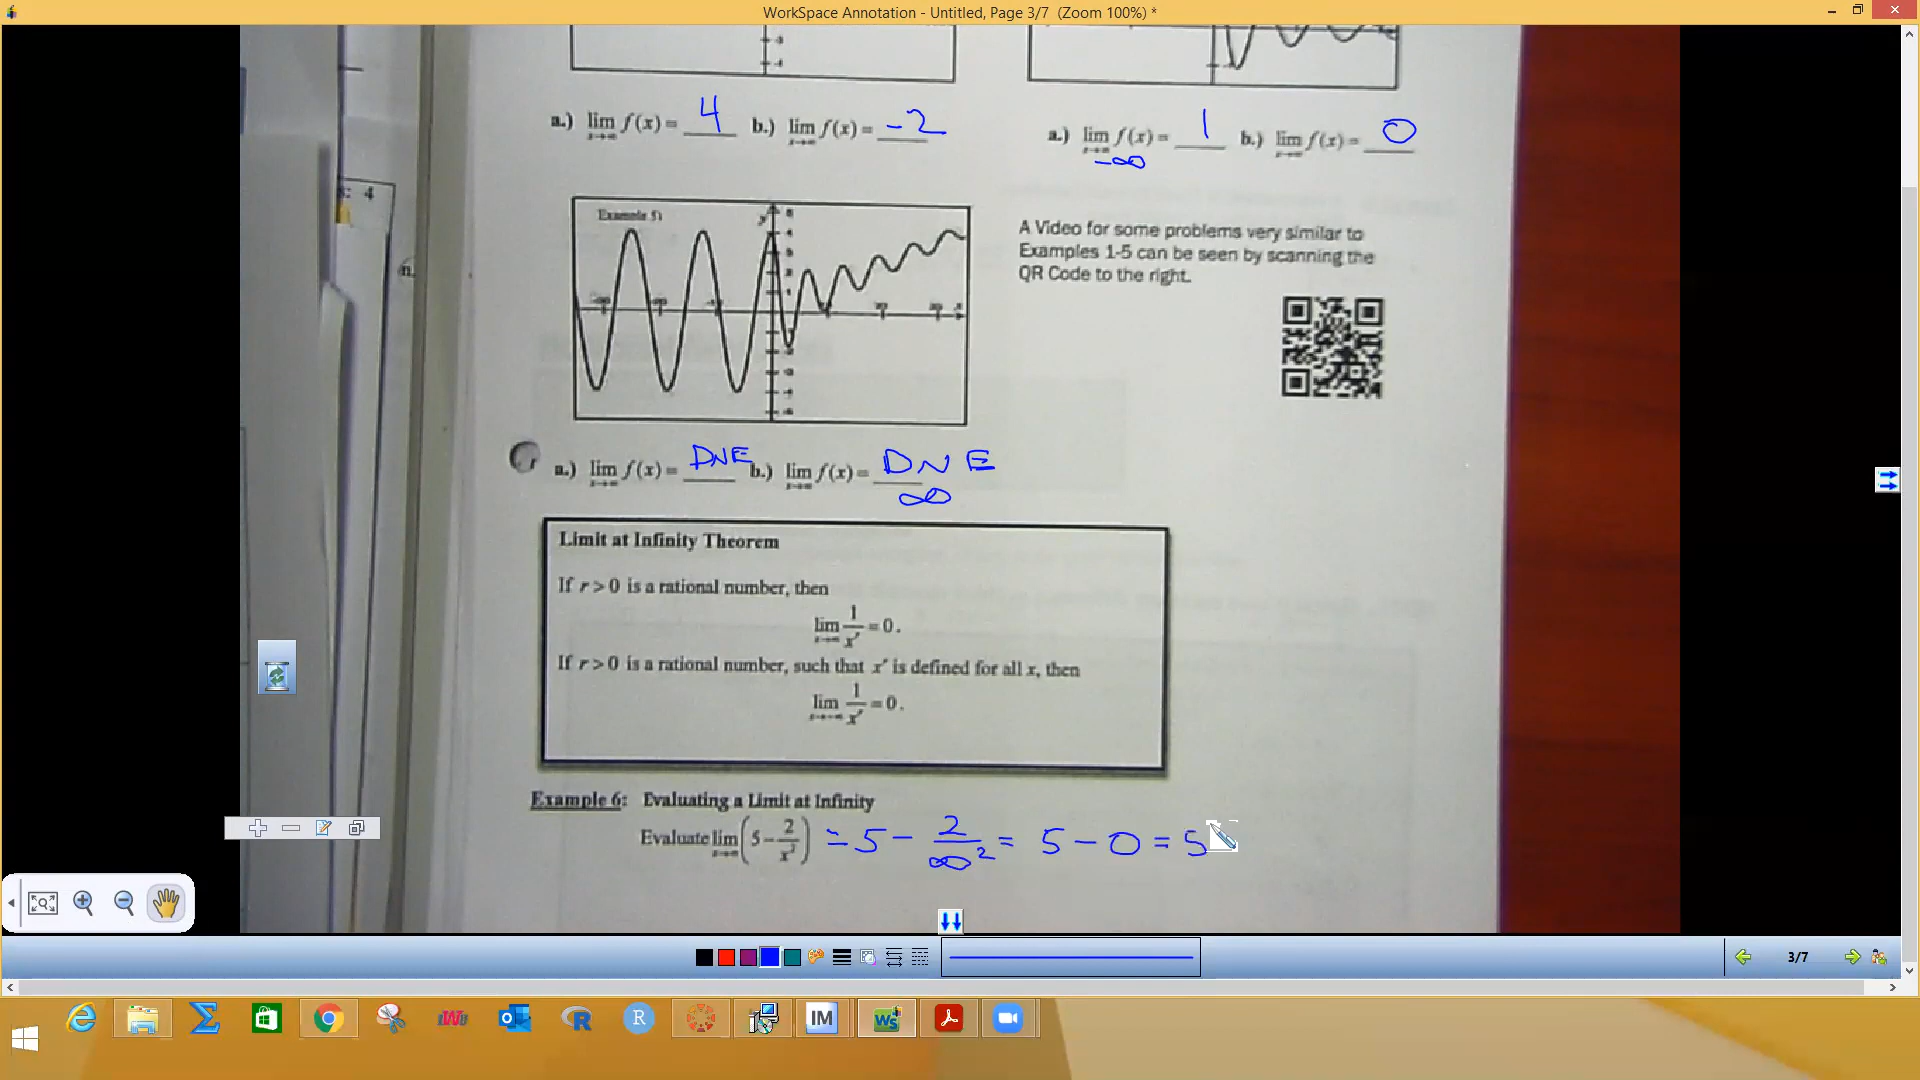 WorkSpace Annotation - Untitled, Page 3/7 (Zoom 100%) *
a.) lim f(x) = 4 b.) lim f(x) = -2
a.) lim f(x) = 1 b.) lim f(x) = 0
-∞
S: 4
n.
Example 5)
y
A Video for some problems very similar to
Examples 1-5 can be seen by scanning the
QR Code to the right.
a.) lim f(x) = DNE b.) lim f(x) = DNE
∞
Limit at Infinity Theorem
If r > 0 is a rational number, then
lim 1/x^r = 0.
If r > 0 is a rational number, such that x^r is defined for all x, then
lim 1/x^r = 0.
Example 6: Evaluating a Limit at Infinity
Evaluate lim (5 - 2/x²) = 5 - 2/∞² = 5 - 0 = 5
3/7
IM
WS
R
R